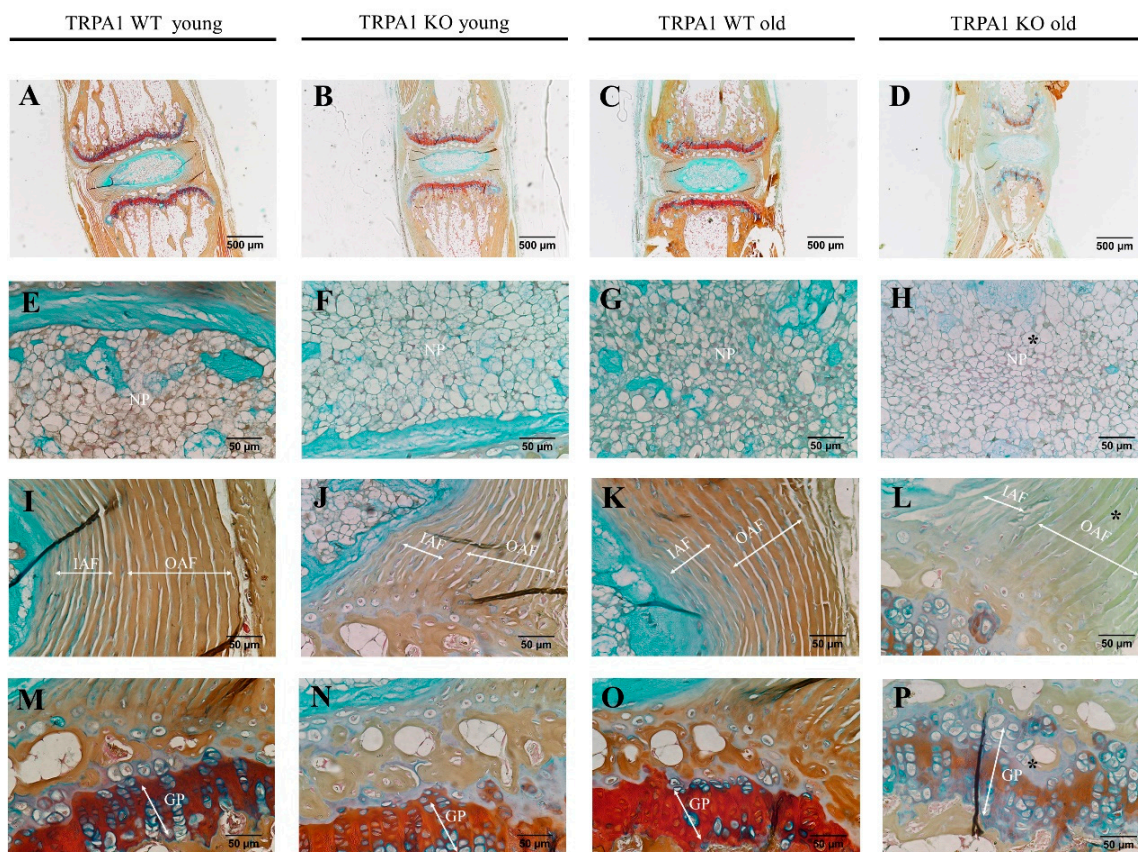 TRPA1 WT young
TRPA1 KO young
TRPA1 WT old
TRPA1 KO old
A
500 µm
B
500 µm
C
500 µm
D
500 µm
E
NP
50 µm
F
NP
50 µm
G
NP
50 µm
H
*
NP
50 µm
I
IAF
OAF
50 µm
J
IAF
OAF
50 µm
K
IAF
OAF
50 µm
L
IAF
*
OAF
50 µm
M
GP
50 µm
N
GP
50 µm
O
GP
50 µm
P
*
GP
50 µm